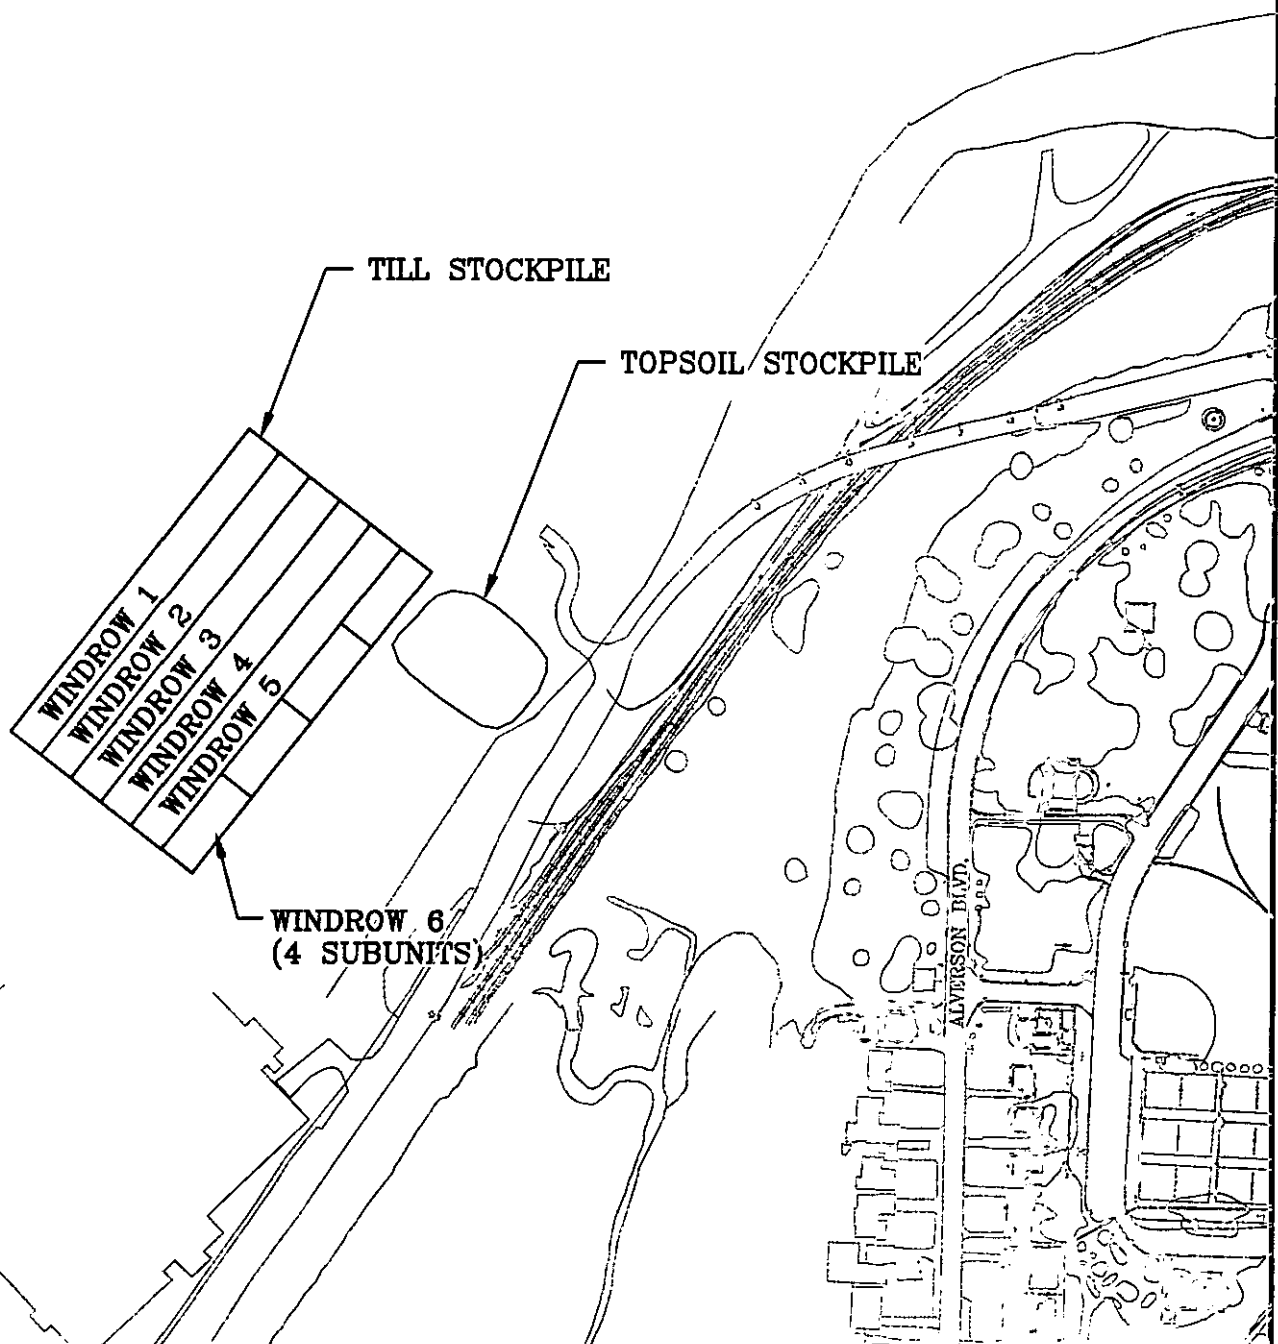 TILL STOCKPILE
TOPSOIL STOCKPILE
WINDROW 1
WINDROW 2
WINDROW 3
WINDROW 4
WINDROW 5
WINDROW 6
(4 SUBUNITS)
ALVERSON BLVD.